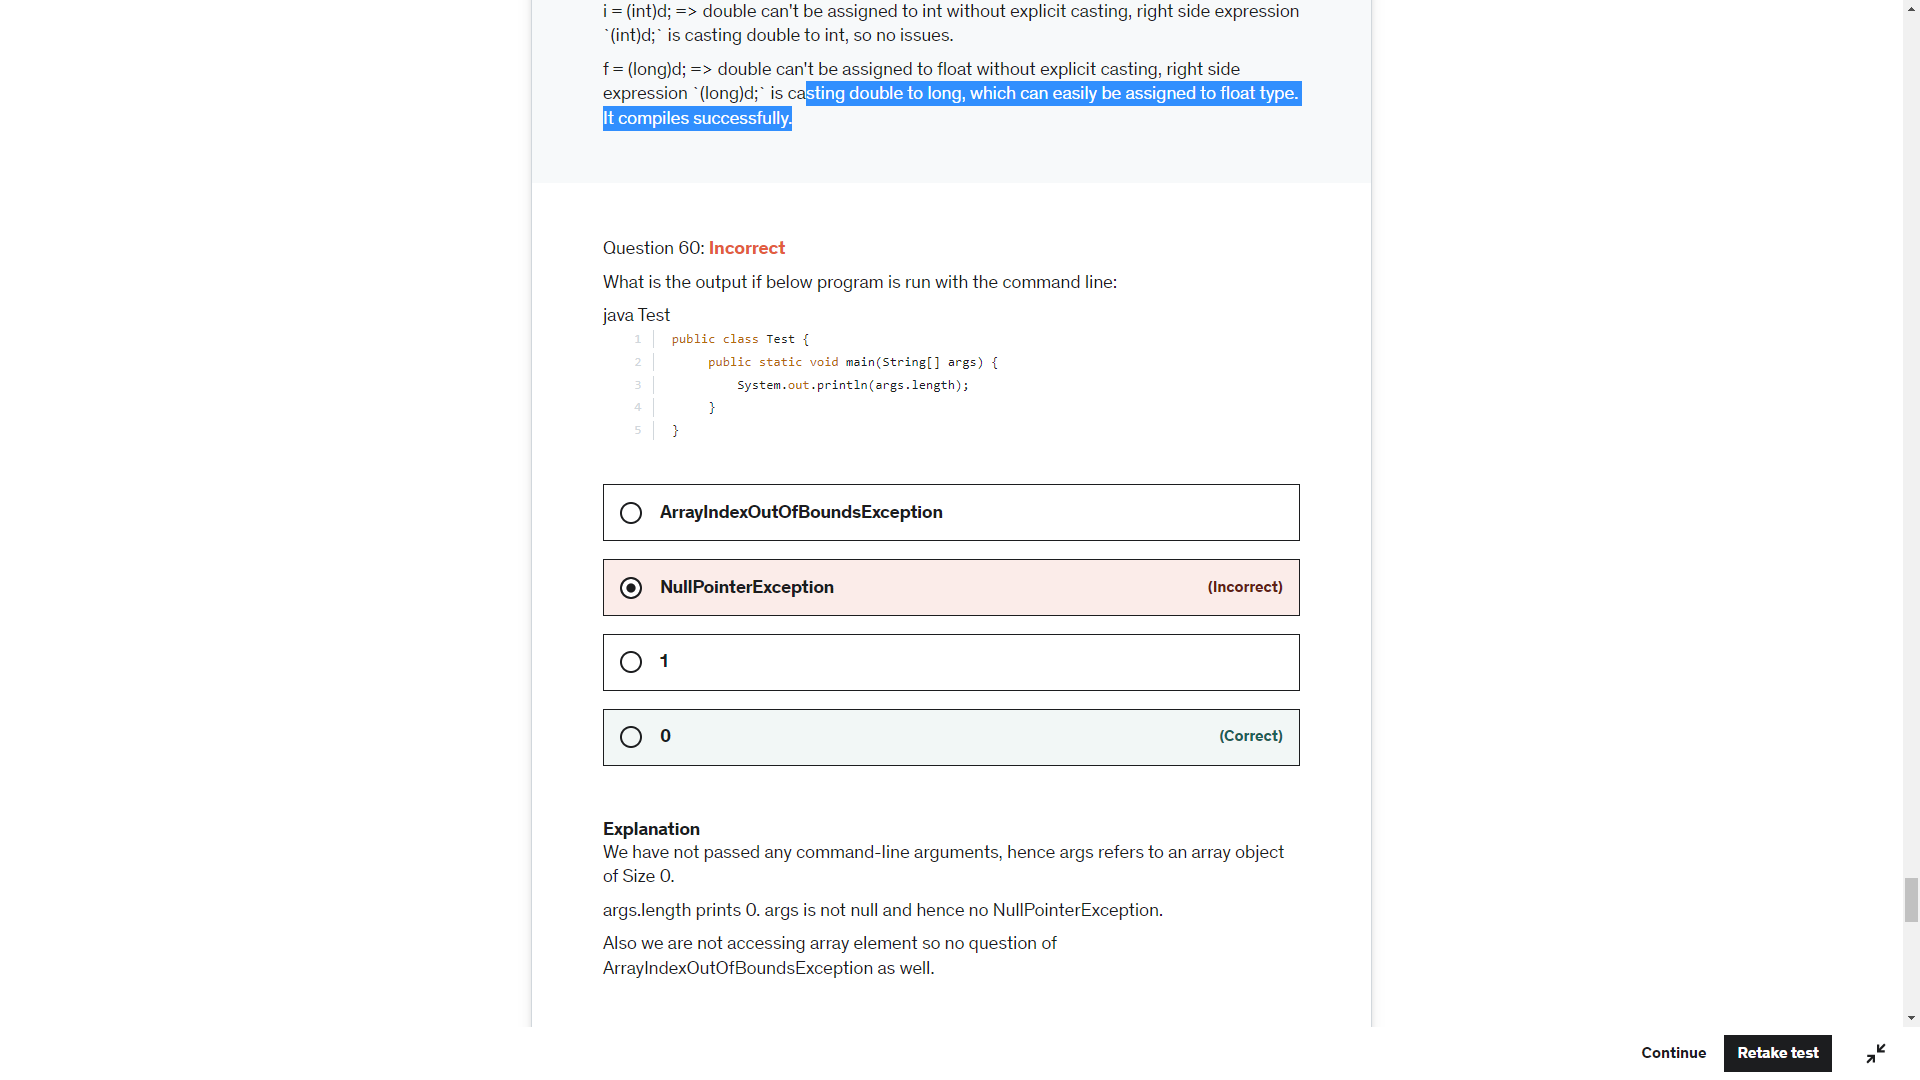 i = (int)d; => double can't be assigned to int without explicit casting, right side expression
`(int)d;` is casting double to int, so no issues.
f = (long)d; => double can't be assigned to float without explicit casting, right side
expression `(long)d;` is casting double to long, which can easily be assigned to float type.
It compiles successfully.
Question 60: Incorrect
What is the output if below program is run with the command line:
java Test
1 public class Test {
2 public static void main(String[] args) {
3 System.out.println(args.length);
4 }
5 }
ArrayIndexOutOfBoundsException
NullPointerException (Incorrect)
1
0 (Correct)
Explanation
We have not passed any command-line arguments, hence args refers to an array object
of Size 0.
args.length prints 0. args is not null and hence no NullPointerException.
Also we are not accessing array element so no question of
ArrayIndexOutOfBoundsException as well.
Continue Retake test